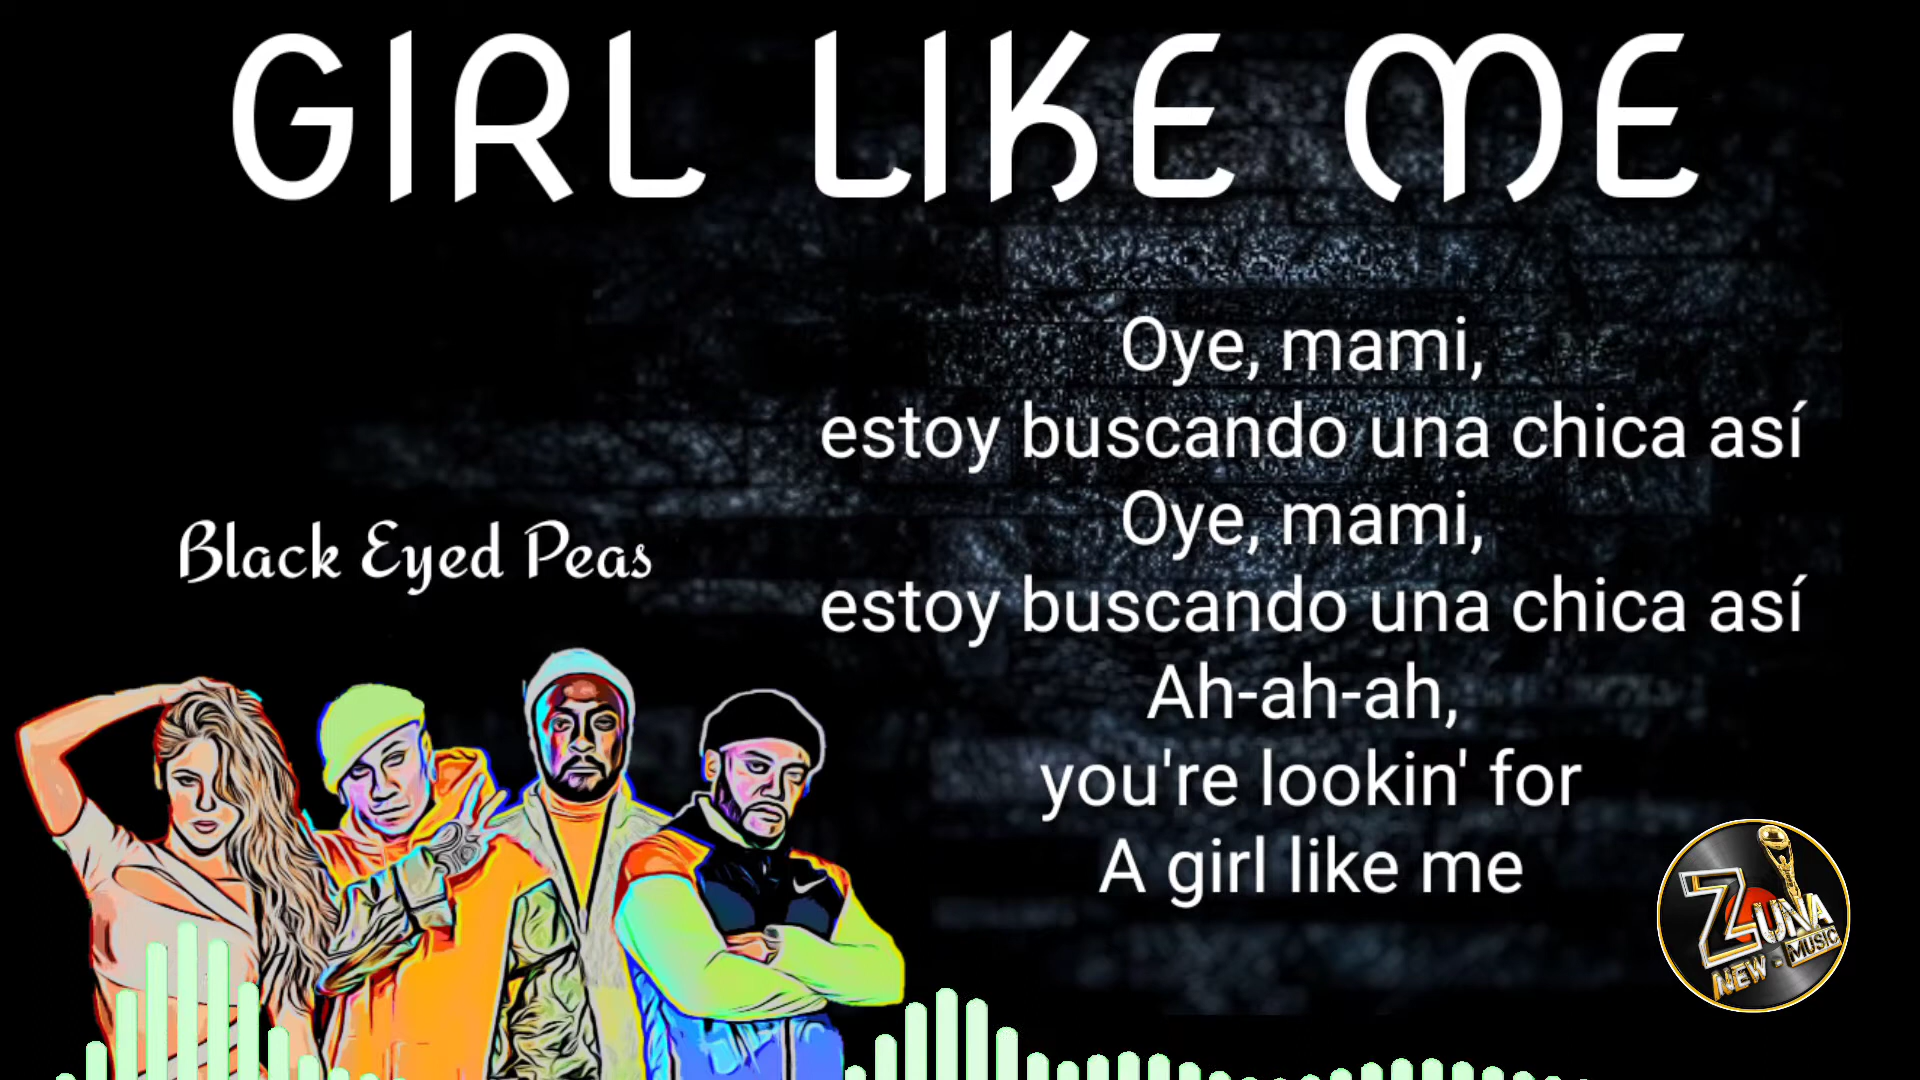 GIRL LIKE ME
Oye, mami,
estoy buscando una chica así
Oye, mami,
estoy buscando una chica así
Ah-ah-ah,
you're lookin' for
A girl like me
Black Eyed Peas
ZUNA
NEW - MUSIC